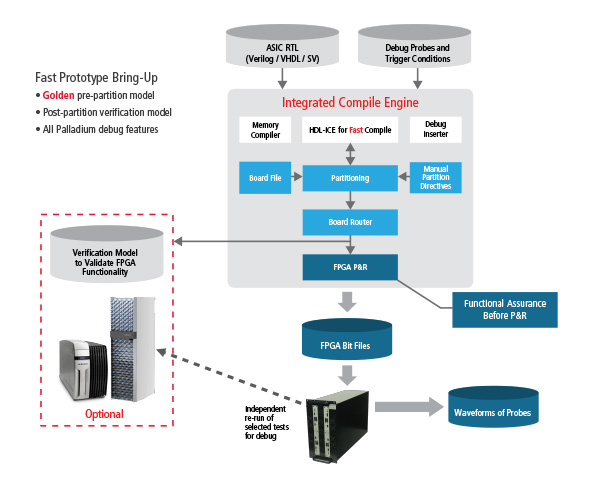 ASIC RTL
(Verilog / VHDL / SV)
Debug Probes and
Trigger Conditions
Fast Prototype Bring-Up
• Golden pre-partition model
• Post-partition verification model
• All Palladium debug features
Integrated Compile Engine
Memory
Compiler
HDL-ICE for Fast Compile
Debug
Inserter
Board File
Partitioning
Manual
Partition
Directives
Board Router
Verification Model
to Validate FPGA
Functionality
FPGA P&R
Functional Assurance
Before P&R
FPGA Bit Files
Optional
Independent
re-run of
selected tests
for debug
Waveforms of Probes